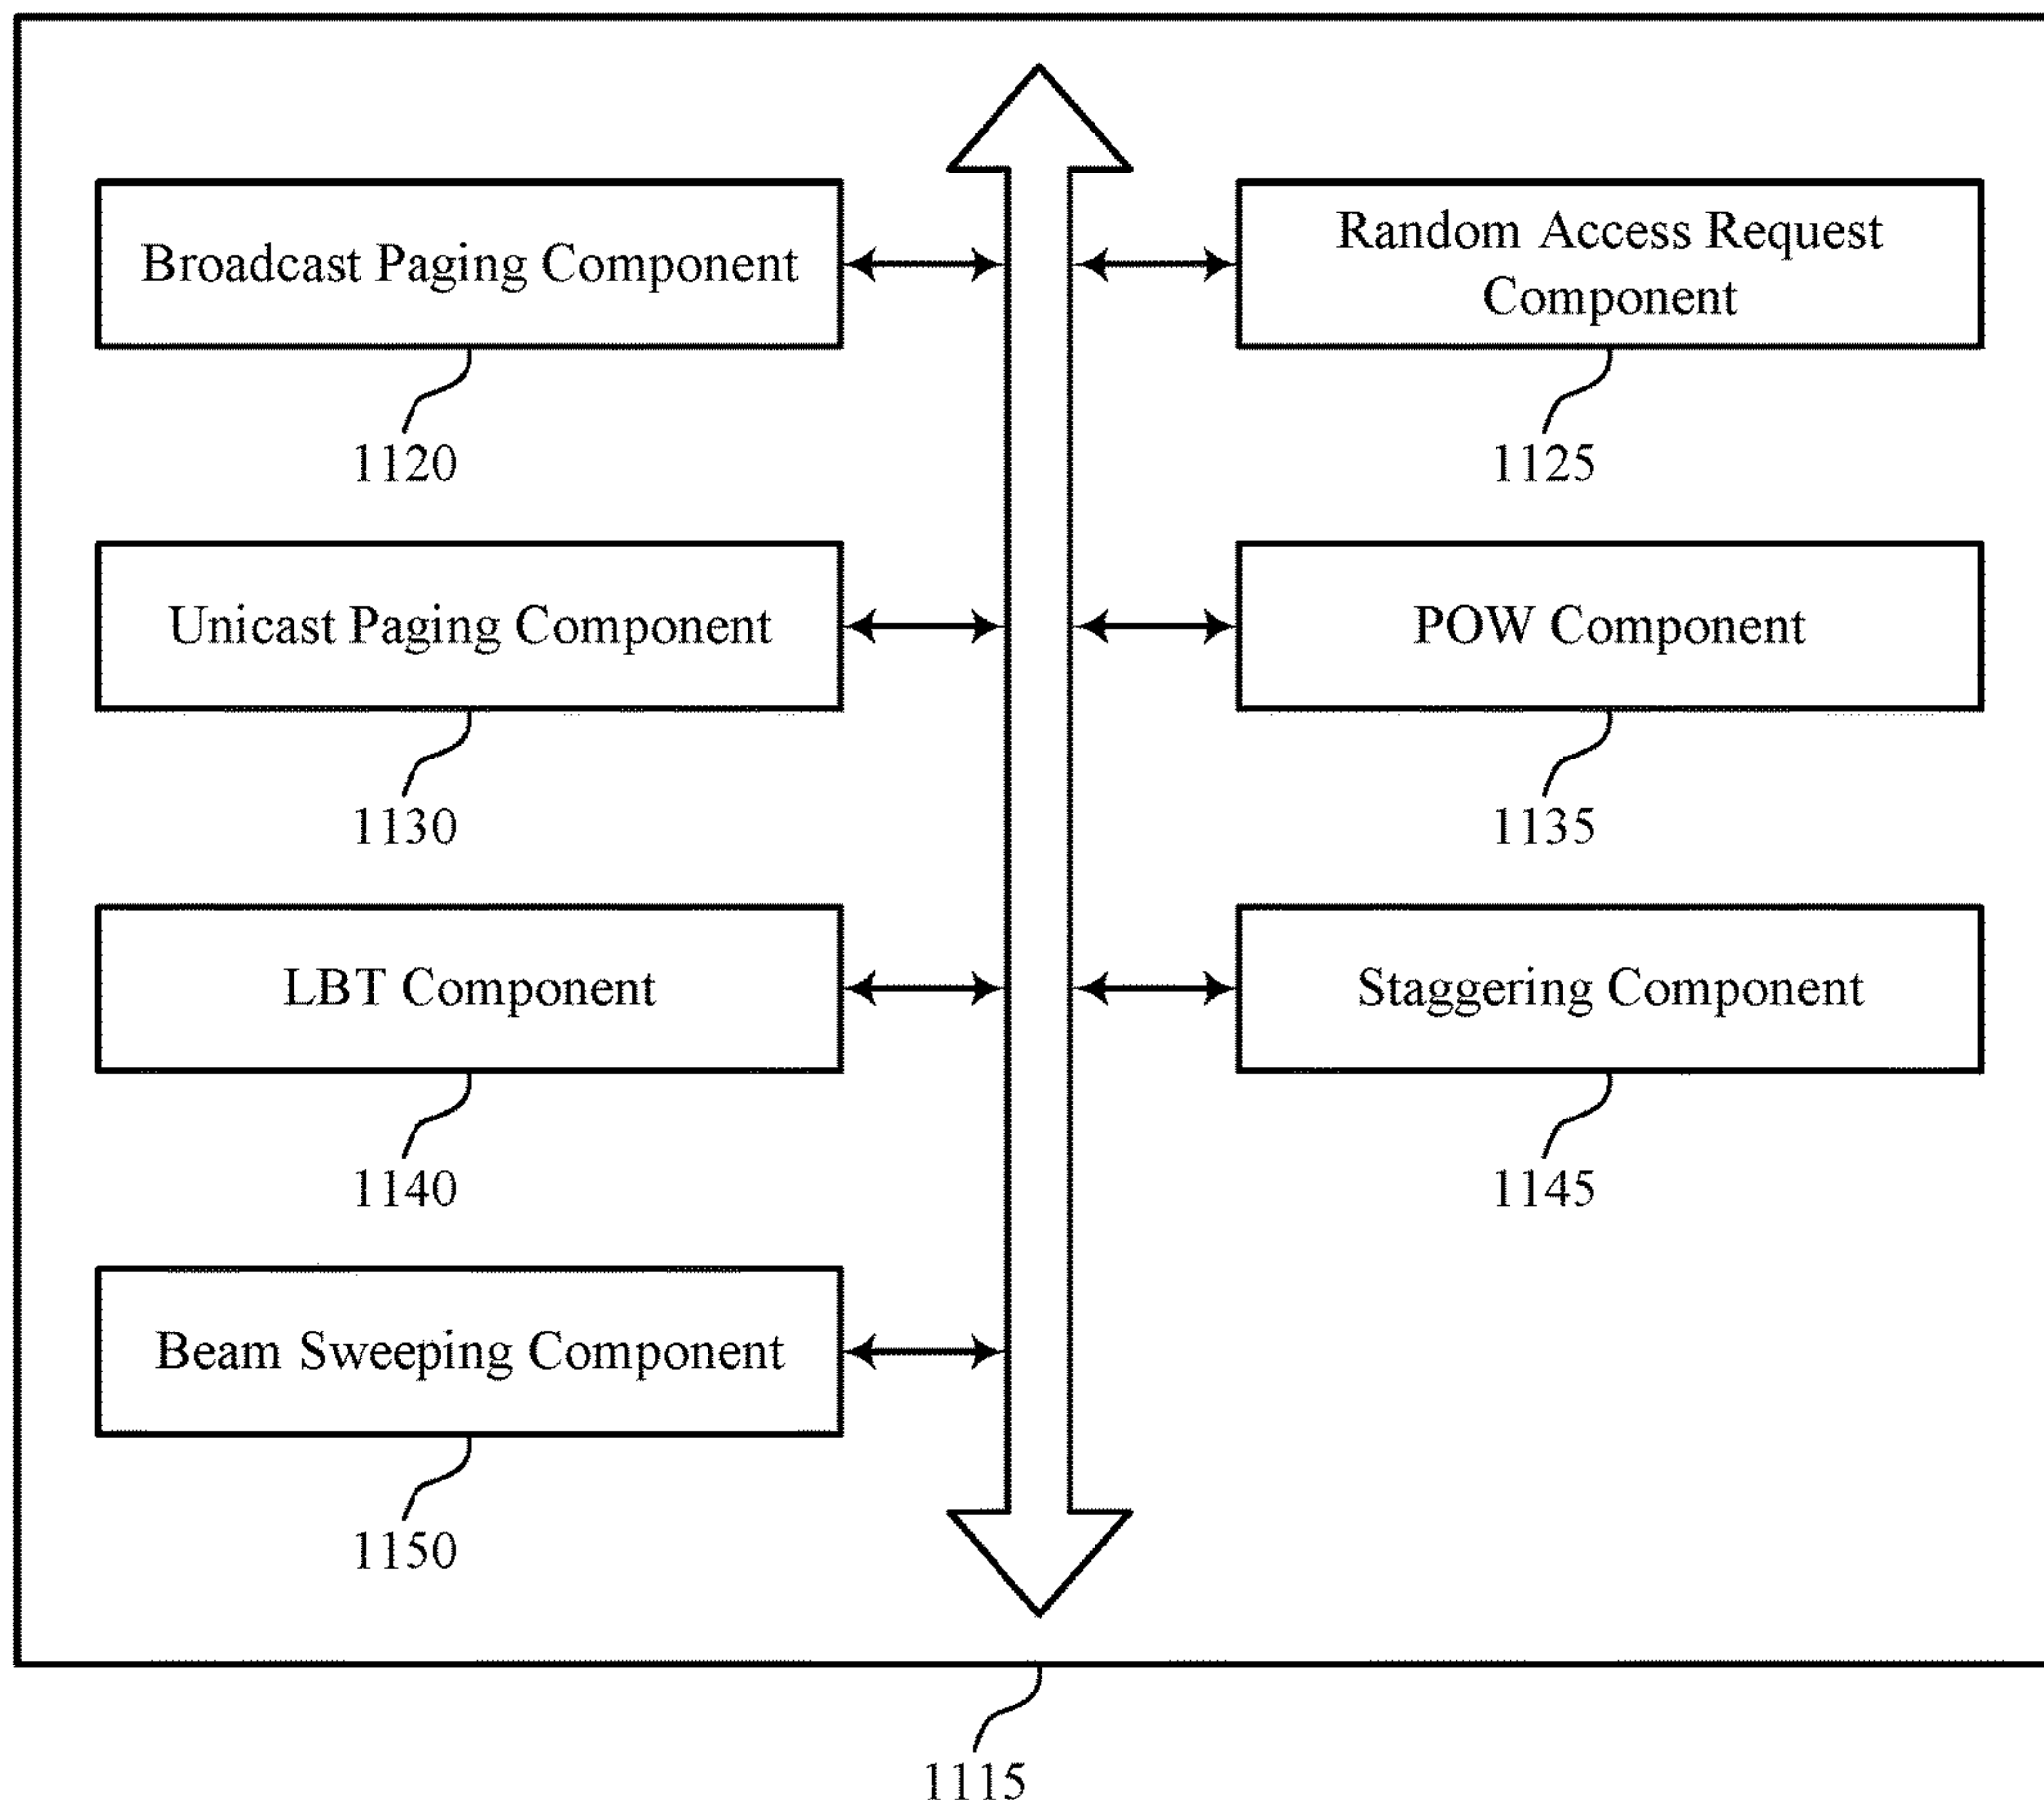 Broadcast Paging Component
1120
Random Access Request
Component
1125
Unicast Paging Component
1130
POW Component
1135
LBT Component
1140
Staggering Component
1145
Beam Sweeping Component
1150
1115